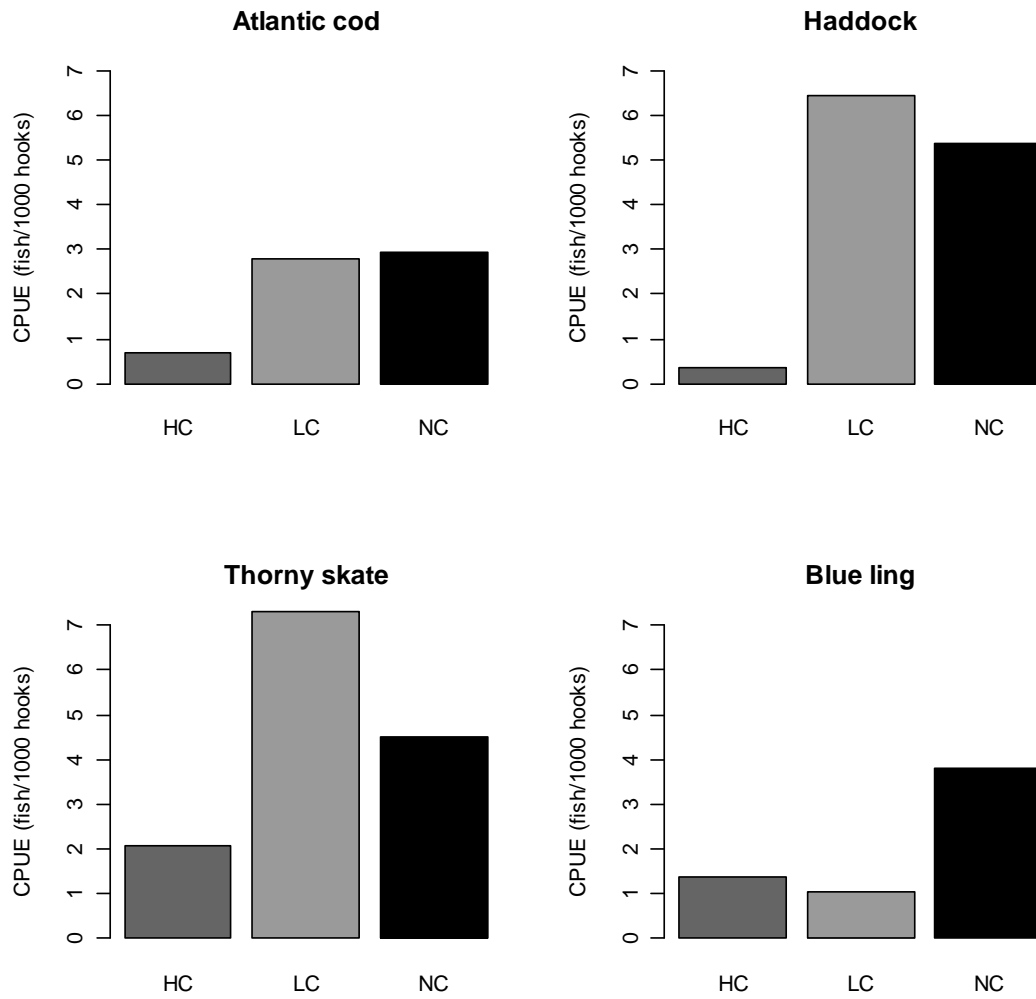 Atlantic cod
CPUE (fish/1000 hooks)
7
6
5
4
3
2
1
0
HC LC NC
Haddock
CPUE (fish/1000 hooks)
7
6
5
4
3
2
1
0
HC LC NC
Thorny skate
CPUE (fish/1000 hooks)
7
6
5
4
3
2
1
0
HC LC NC
Blue ling
CPUE (fish/1000 hooks)
7
6
5
4
3
2
1
0
HC LC NC